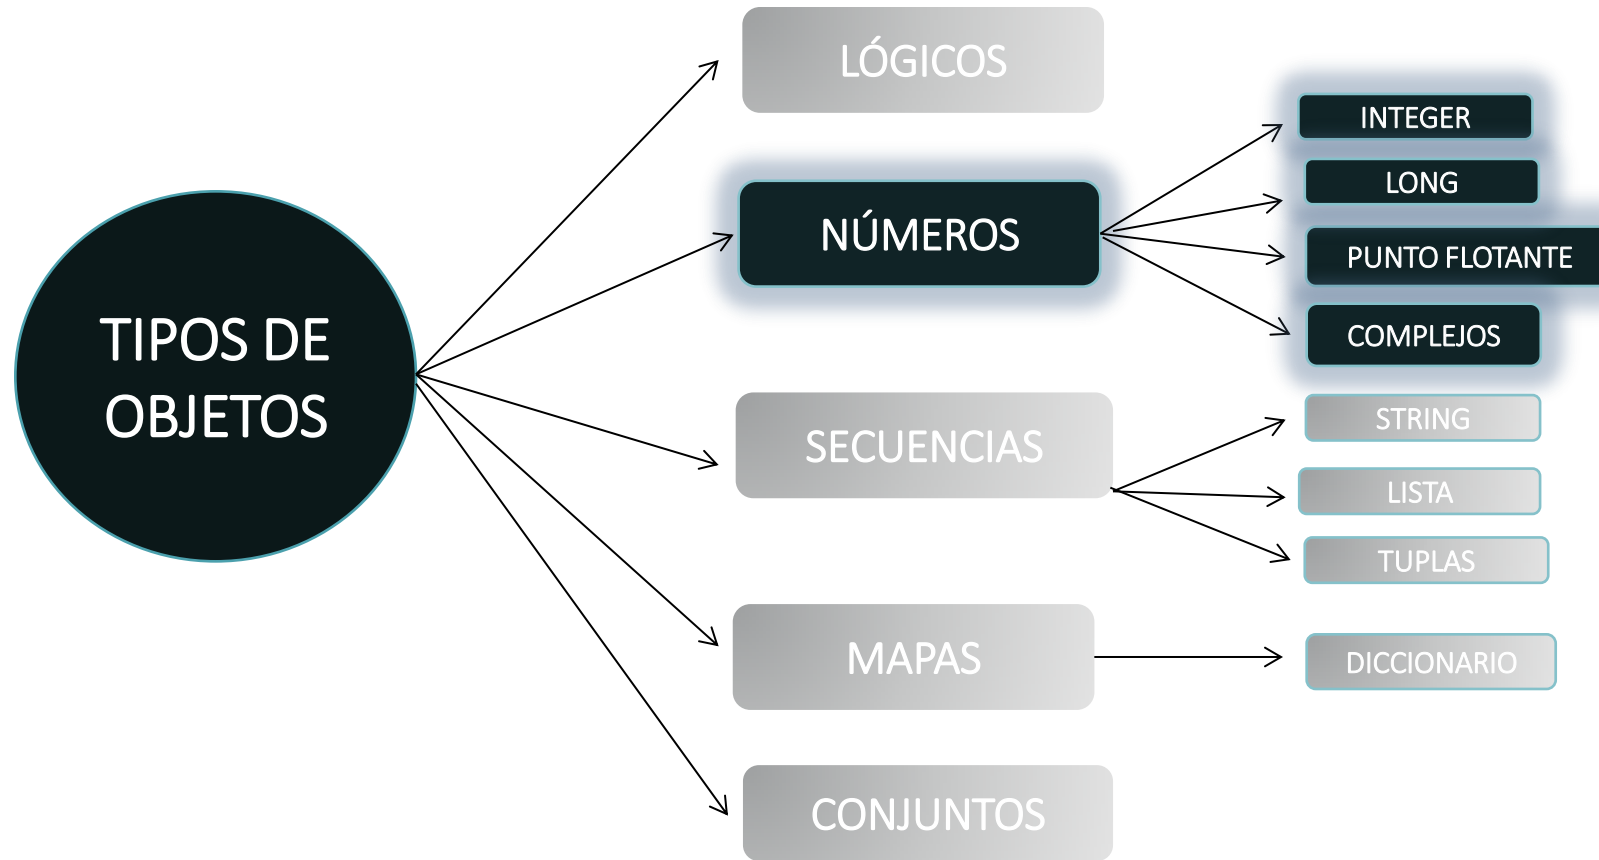 TIPOS DE
OBJETOS
LÓGICOS
NÚMEROS
INTEGER
LONG
PUNTO FLOTANTE
COMPLEJOS
SECUENCIAS
STRING
LISTA
TUPLAS
MAPAS
DICCIONARIO
CONJUNTOS